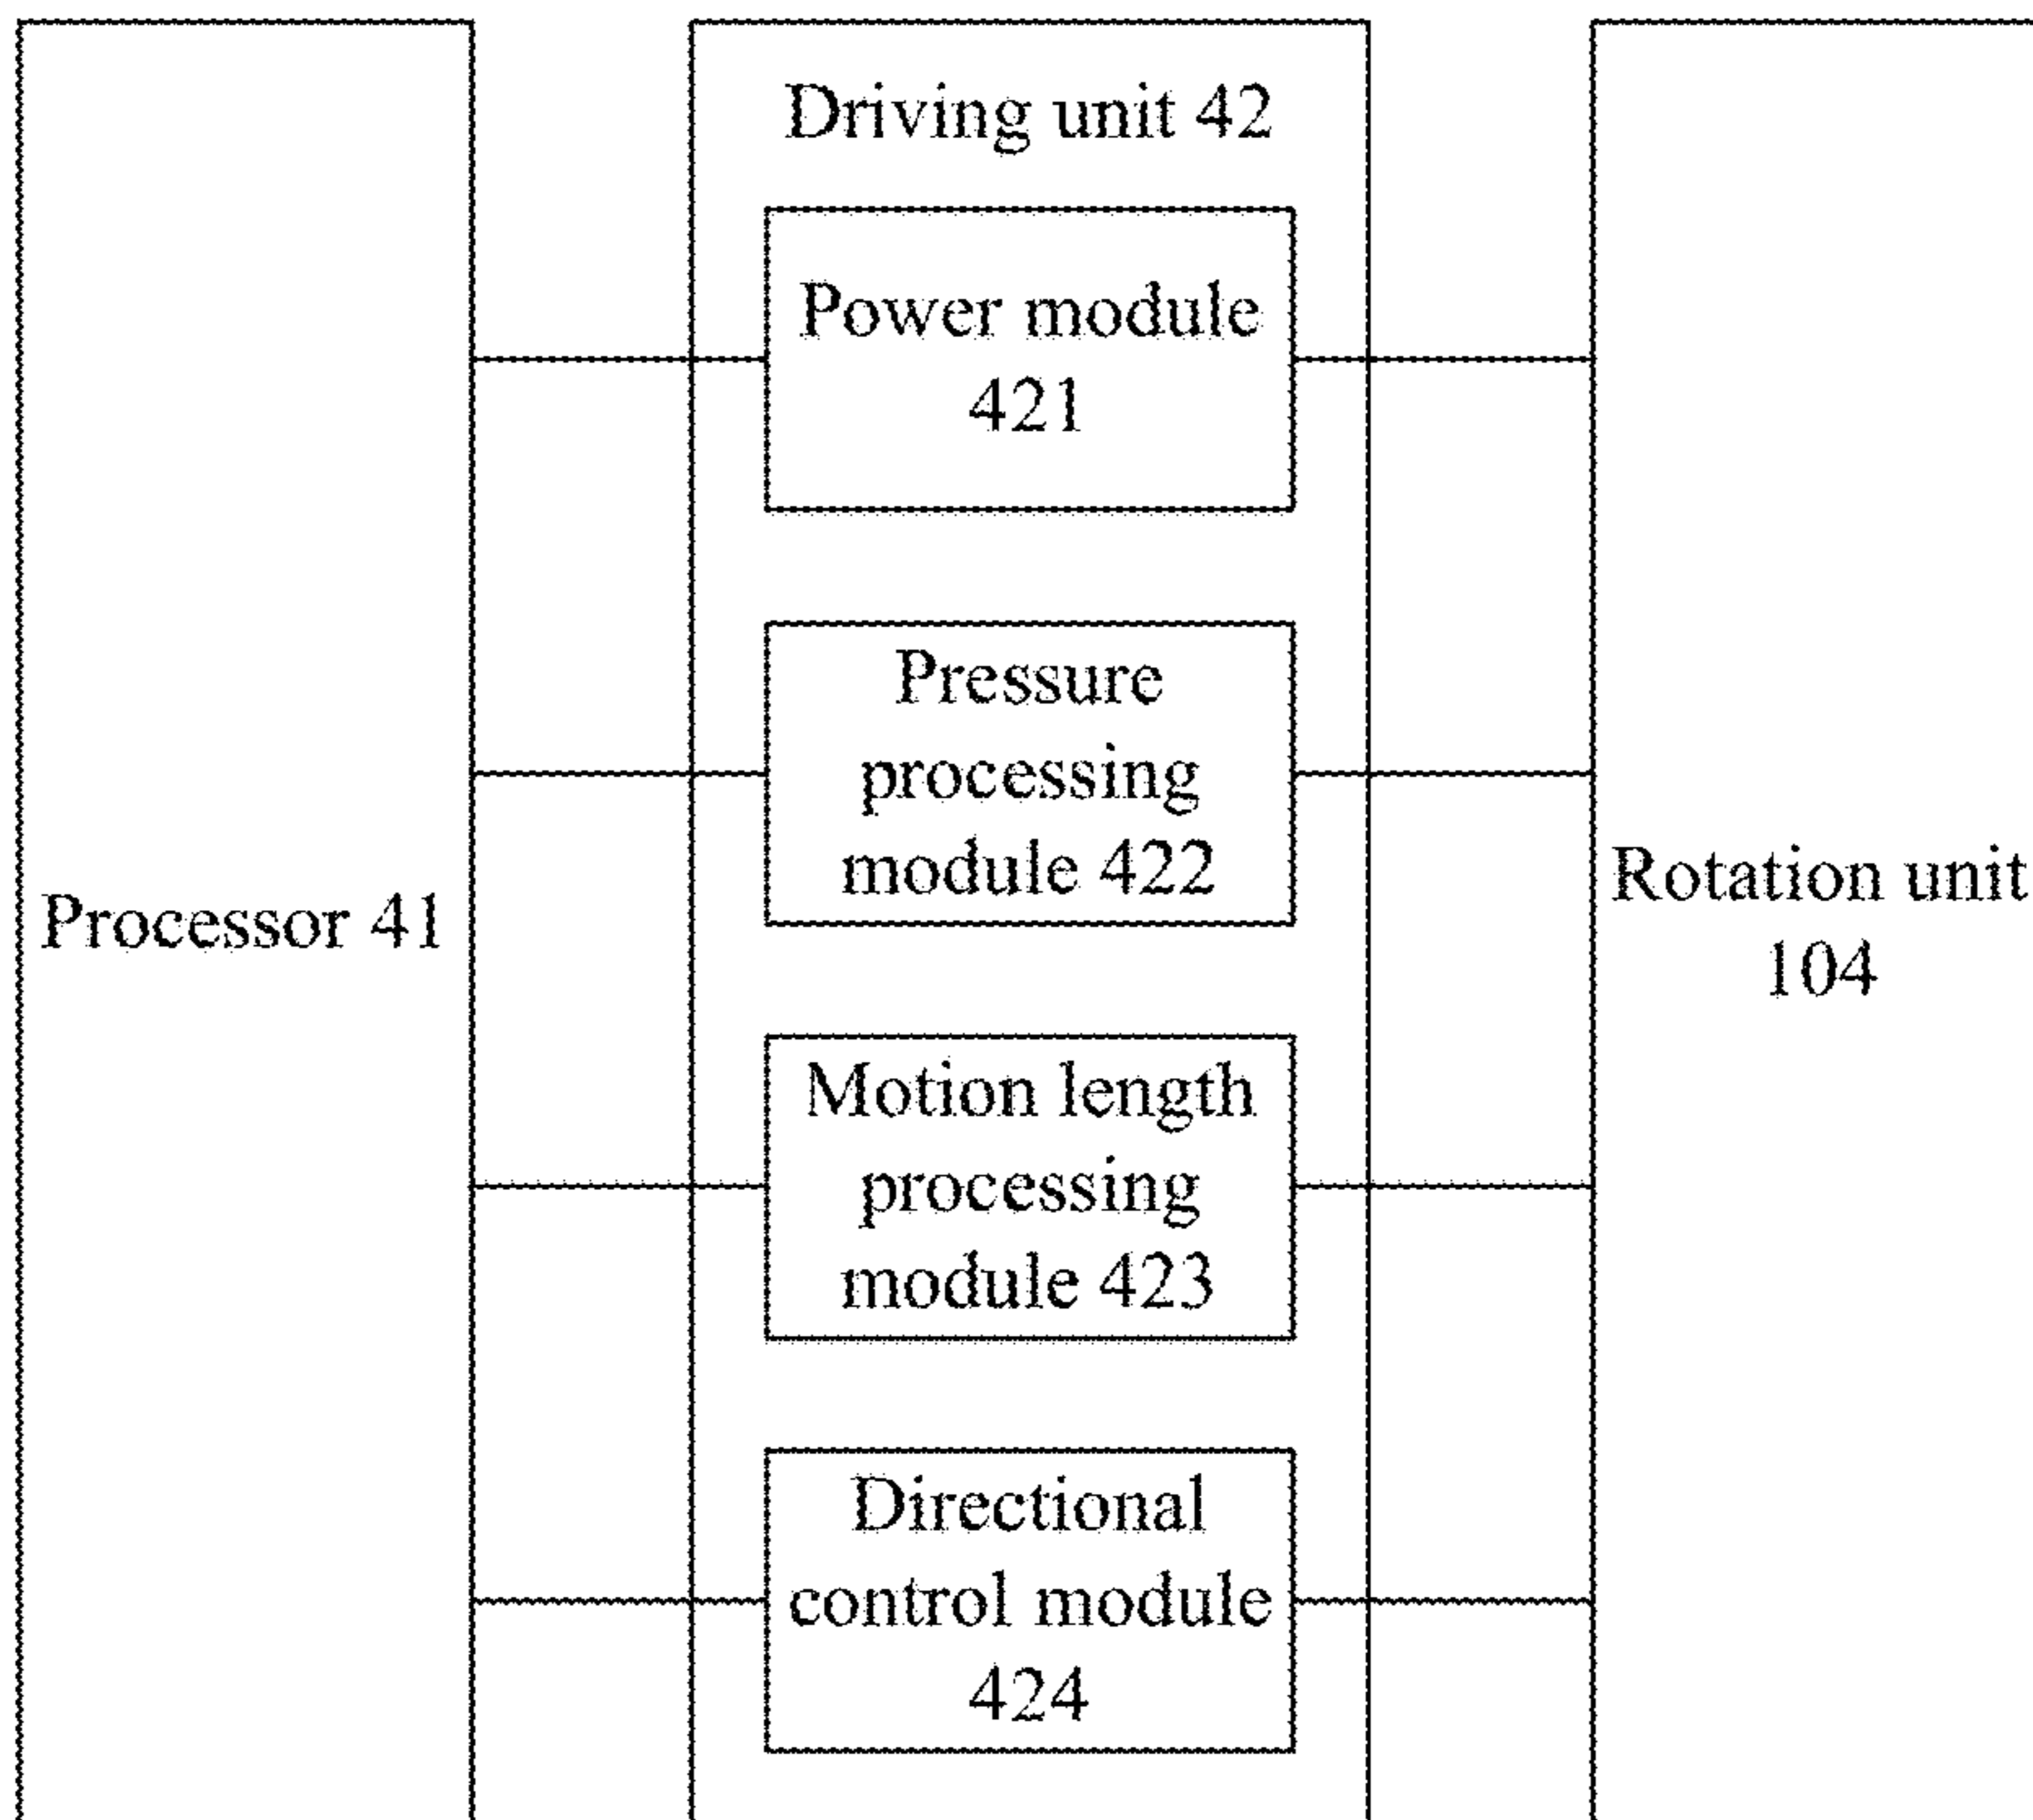 Processor 41
Driving unit 42
Power module
421
Pressure
processing
module 422
Motion length
processing
module 423
Directional
control module
424
Rotation unit
104